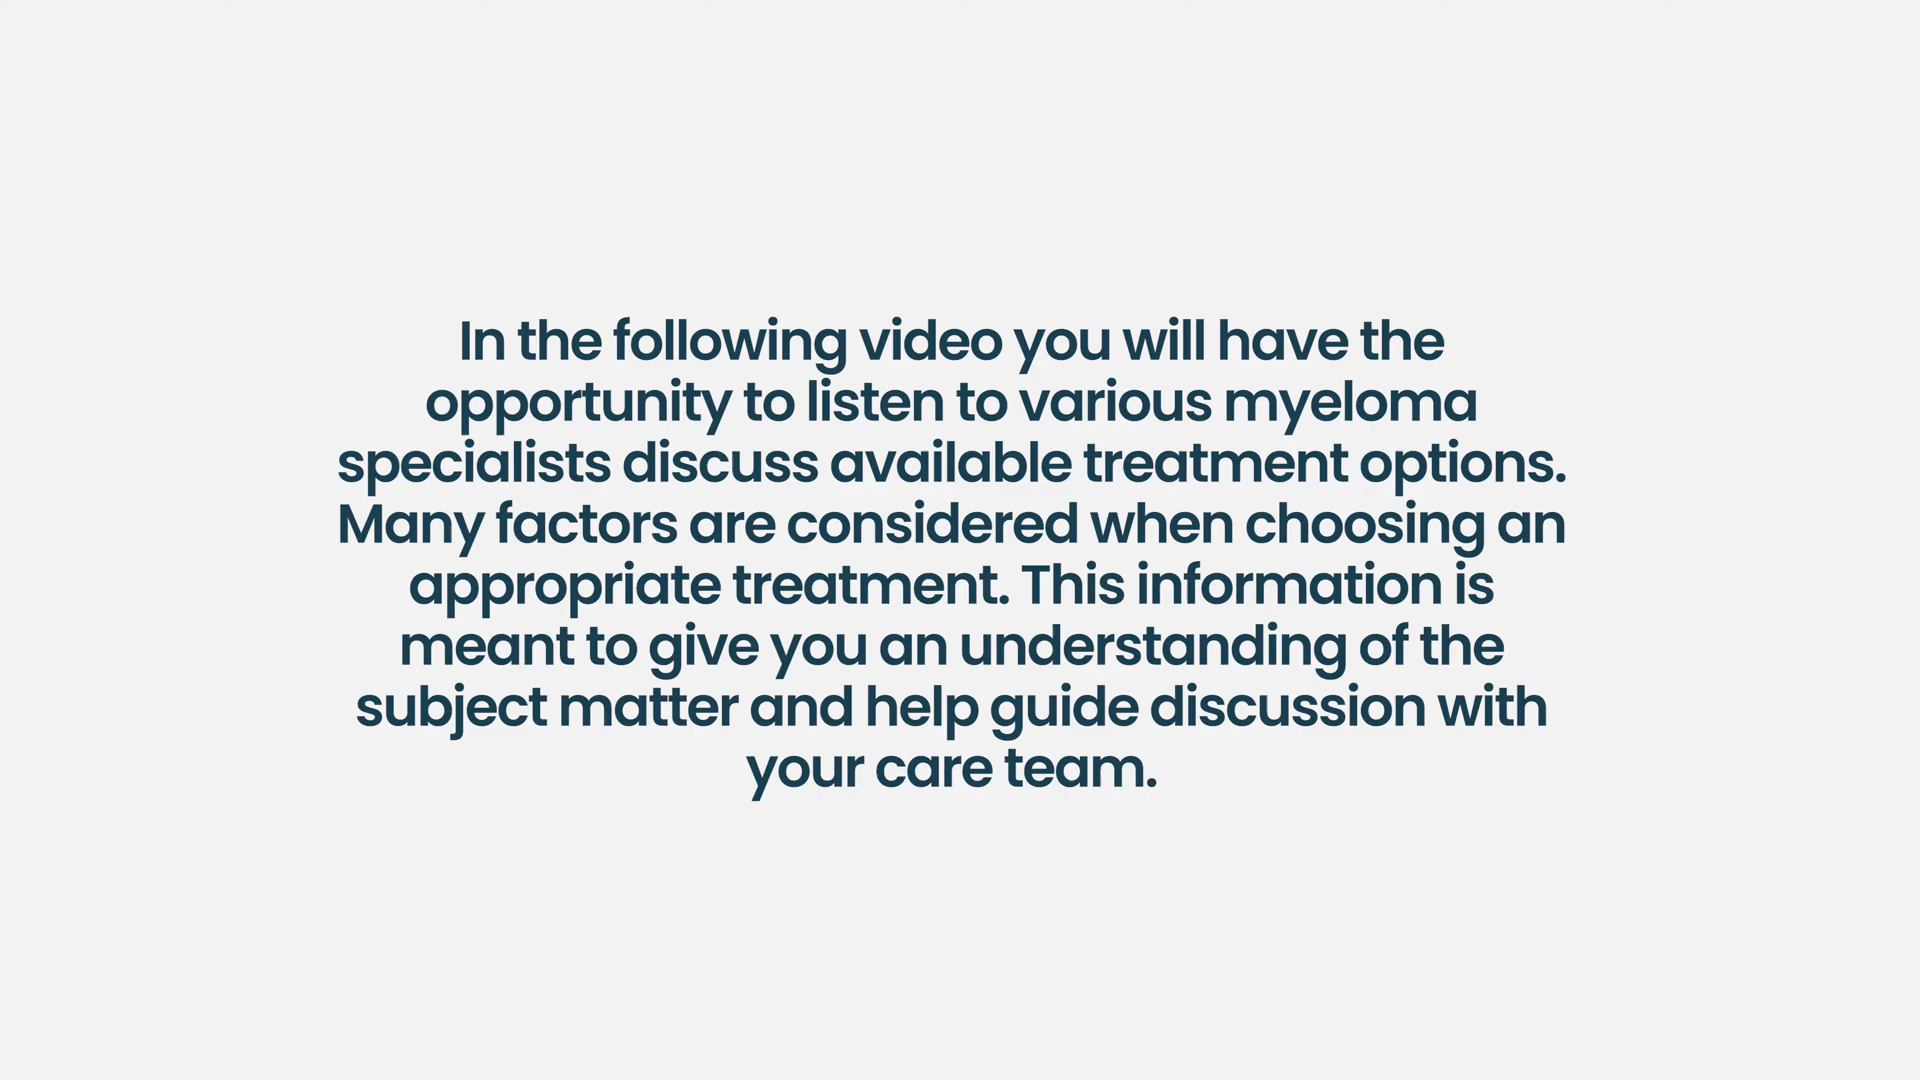 In the following video you will have the
opportunity to listen to various myeloma
specialists discuss available treatment options.
Many factors are considered when choosing an
appropriate treatment. This information is
meant to give you an understanding of the
subject matter and help guide discussion with
your care team.